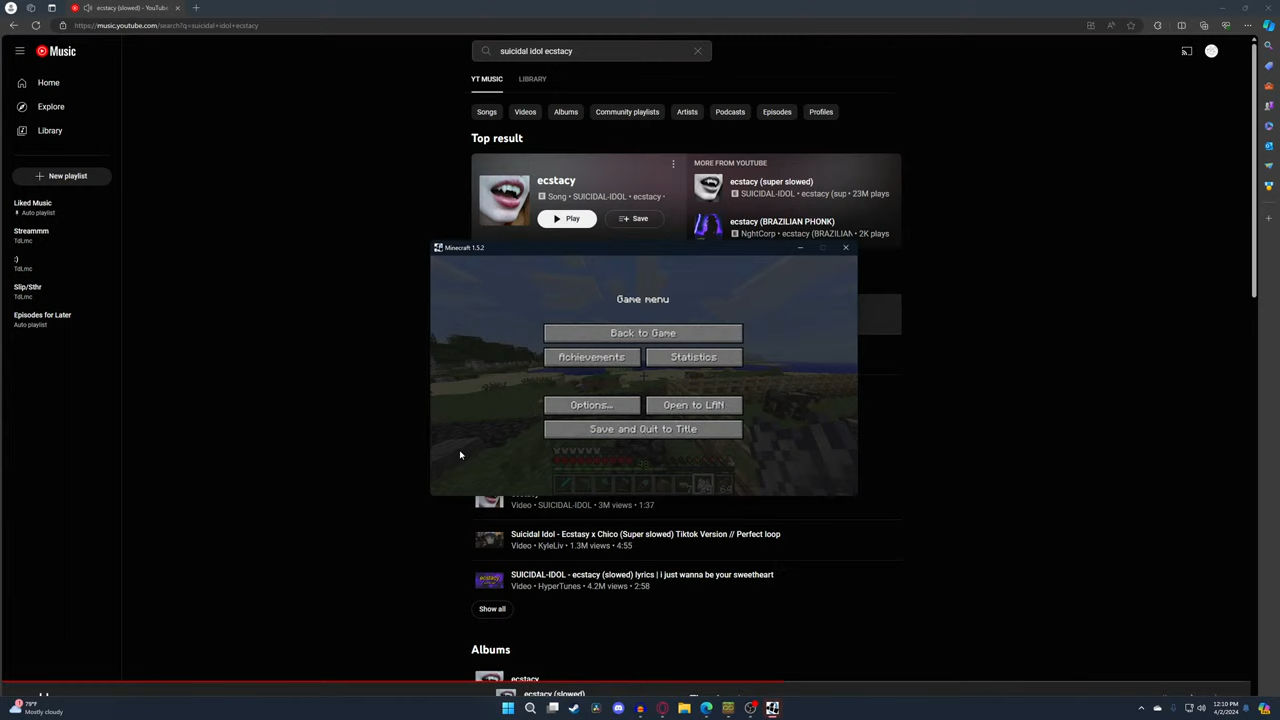 ecstacy (slowed) - YouTube
https://music.youtube.com/search?q=suicidal+idol+ecstacy
Music
suicidal idol ecstacy
YT MUSIC
LIBRARY
Home
Explore
Library
New playlist
Liked Music
Auto playlist
Streammm
TdLmc
:)
TdLmc
Slip/Sthr
TdLmc
Episodes for Later
Auto playlist
Songs
Videos
Albums
Community playlists
Artists
Podcasts
Episodes
Profiles
Top result
ecstacy
E Song • SUICIDAL-IDOL • ecstacy •
Play
Save
MORE FROM YOUTUBE
ecstacy (super slowed)
E SUICIDAL-IDOL • ecstacy (sup • 23M plays
ecstacy (BRAZILIAN PHONK)
E NghtCorp • ecstacy (BRAZILIAN • 2K plays
Minecraft 1.5.2
Game menu
Back to Game
Achievements
Statistics
Options...
Open to LAN
Save and Quit to Title
Video • SUICIDAL-IDOL • 3M views • 1:37
Suicidal Idol - Ecstasy x Chico (Super slowed) Tiktok Version // Perfect loop
Video • KyleLiv • 1.3M views • 4:55
SUICIDAL-IDOL - ecstacy (slowed) lyrics | i just wanna be your sweetheart
Video • HyperTunes • 4.2M views • 2:58
Show all
Albums
ecstacy
ecstacy (slowed)
79°F
Mostly cloudy
12:10 PM
4/2/2024